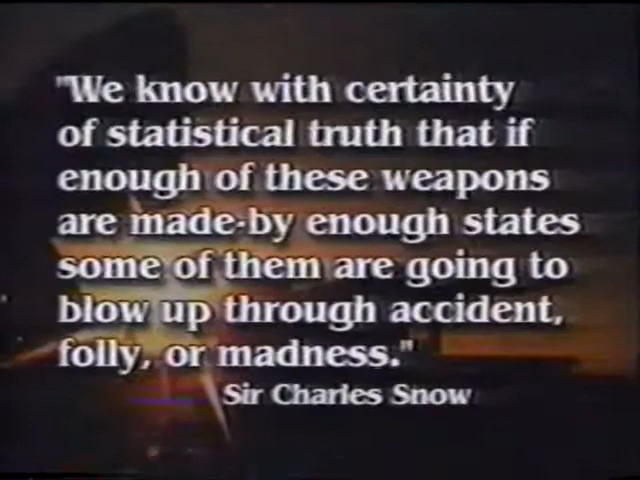 "We know with certainty
of statistical truth that if
enough of these weapons
are made-by enough states
some of them are going to
blow up through accident,
folly, or madness."
Sir Charles Snow